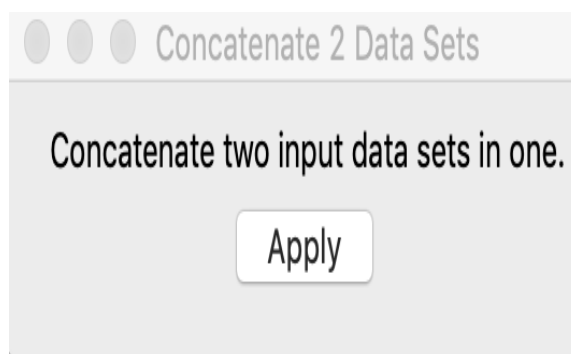 Concatenate 2 Data Sets
Concatenate two input data sets in one.
Apply